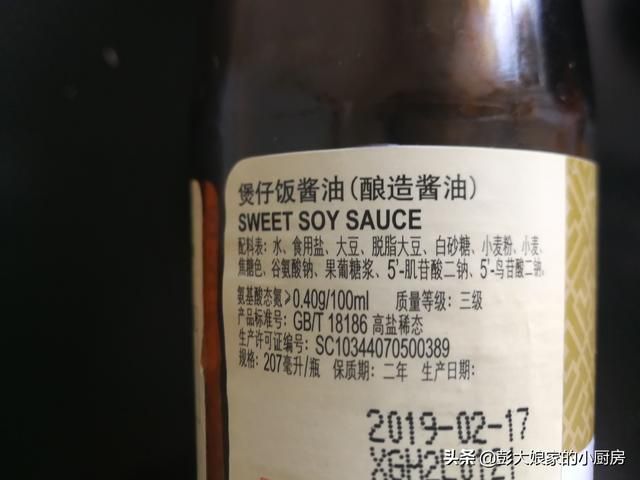 煲仔饭酱油(酿造酱油)
SWEET SOY SAUCE
配料表：水、食用盐、大豆、脱脂大豆、白砂糖、小麦粉、小麦、
焦糖色、谷氨酸钠、果葡糖浆、5'-肌苷酸二钠、5'-鸟苷酸二钠。
氨基酸态氮≥0.40g/100ml 质量等级：三级
产品标准号：GB/T 18186 高盐稀态
生产许可证编号：SC10344070500389
规格：207毫升/瓶 保质期：二年 生产日期：
2019-02-17
头条 @彭大娘家的小厨房